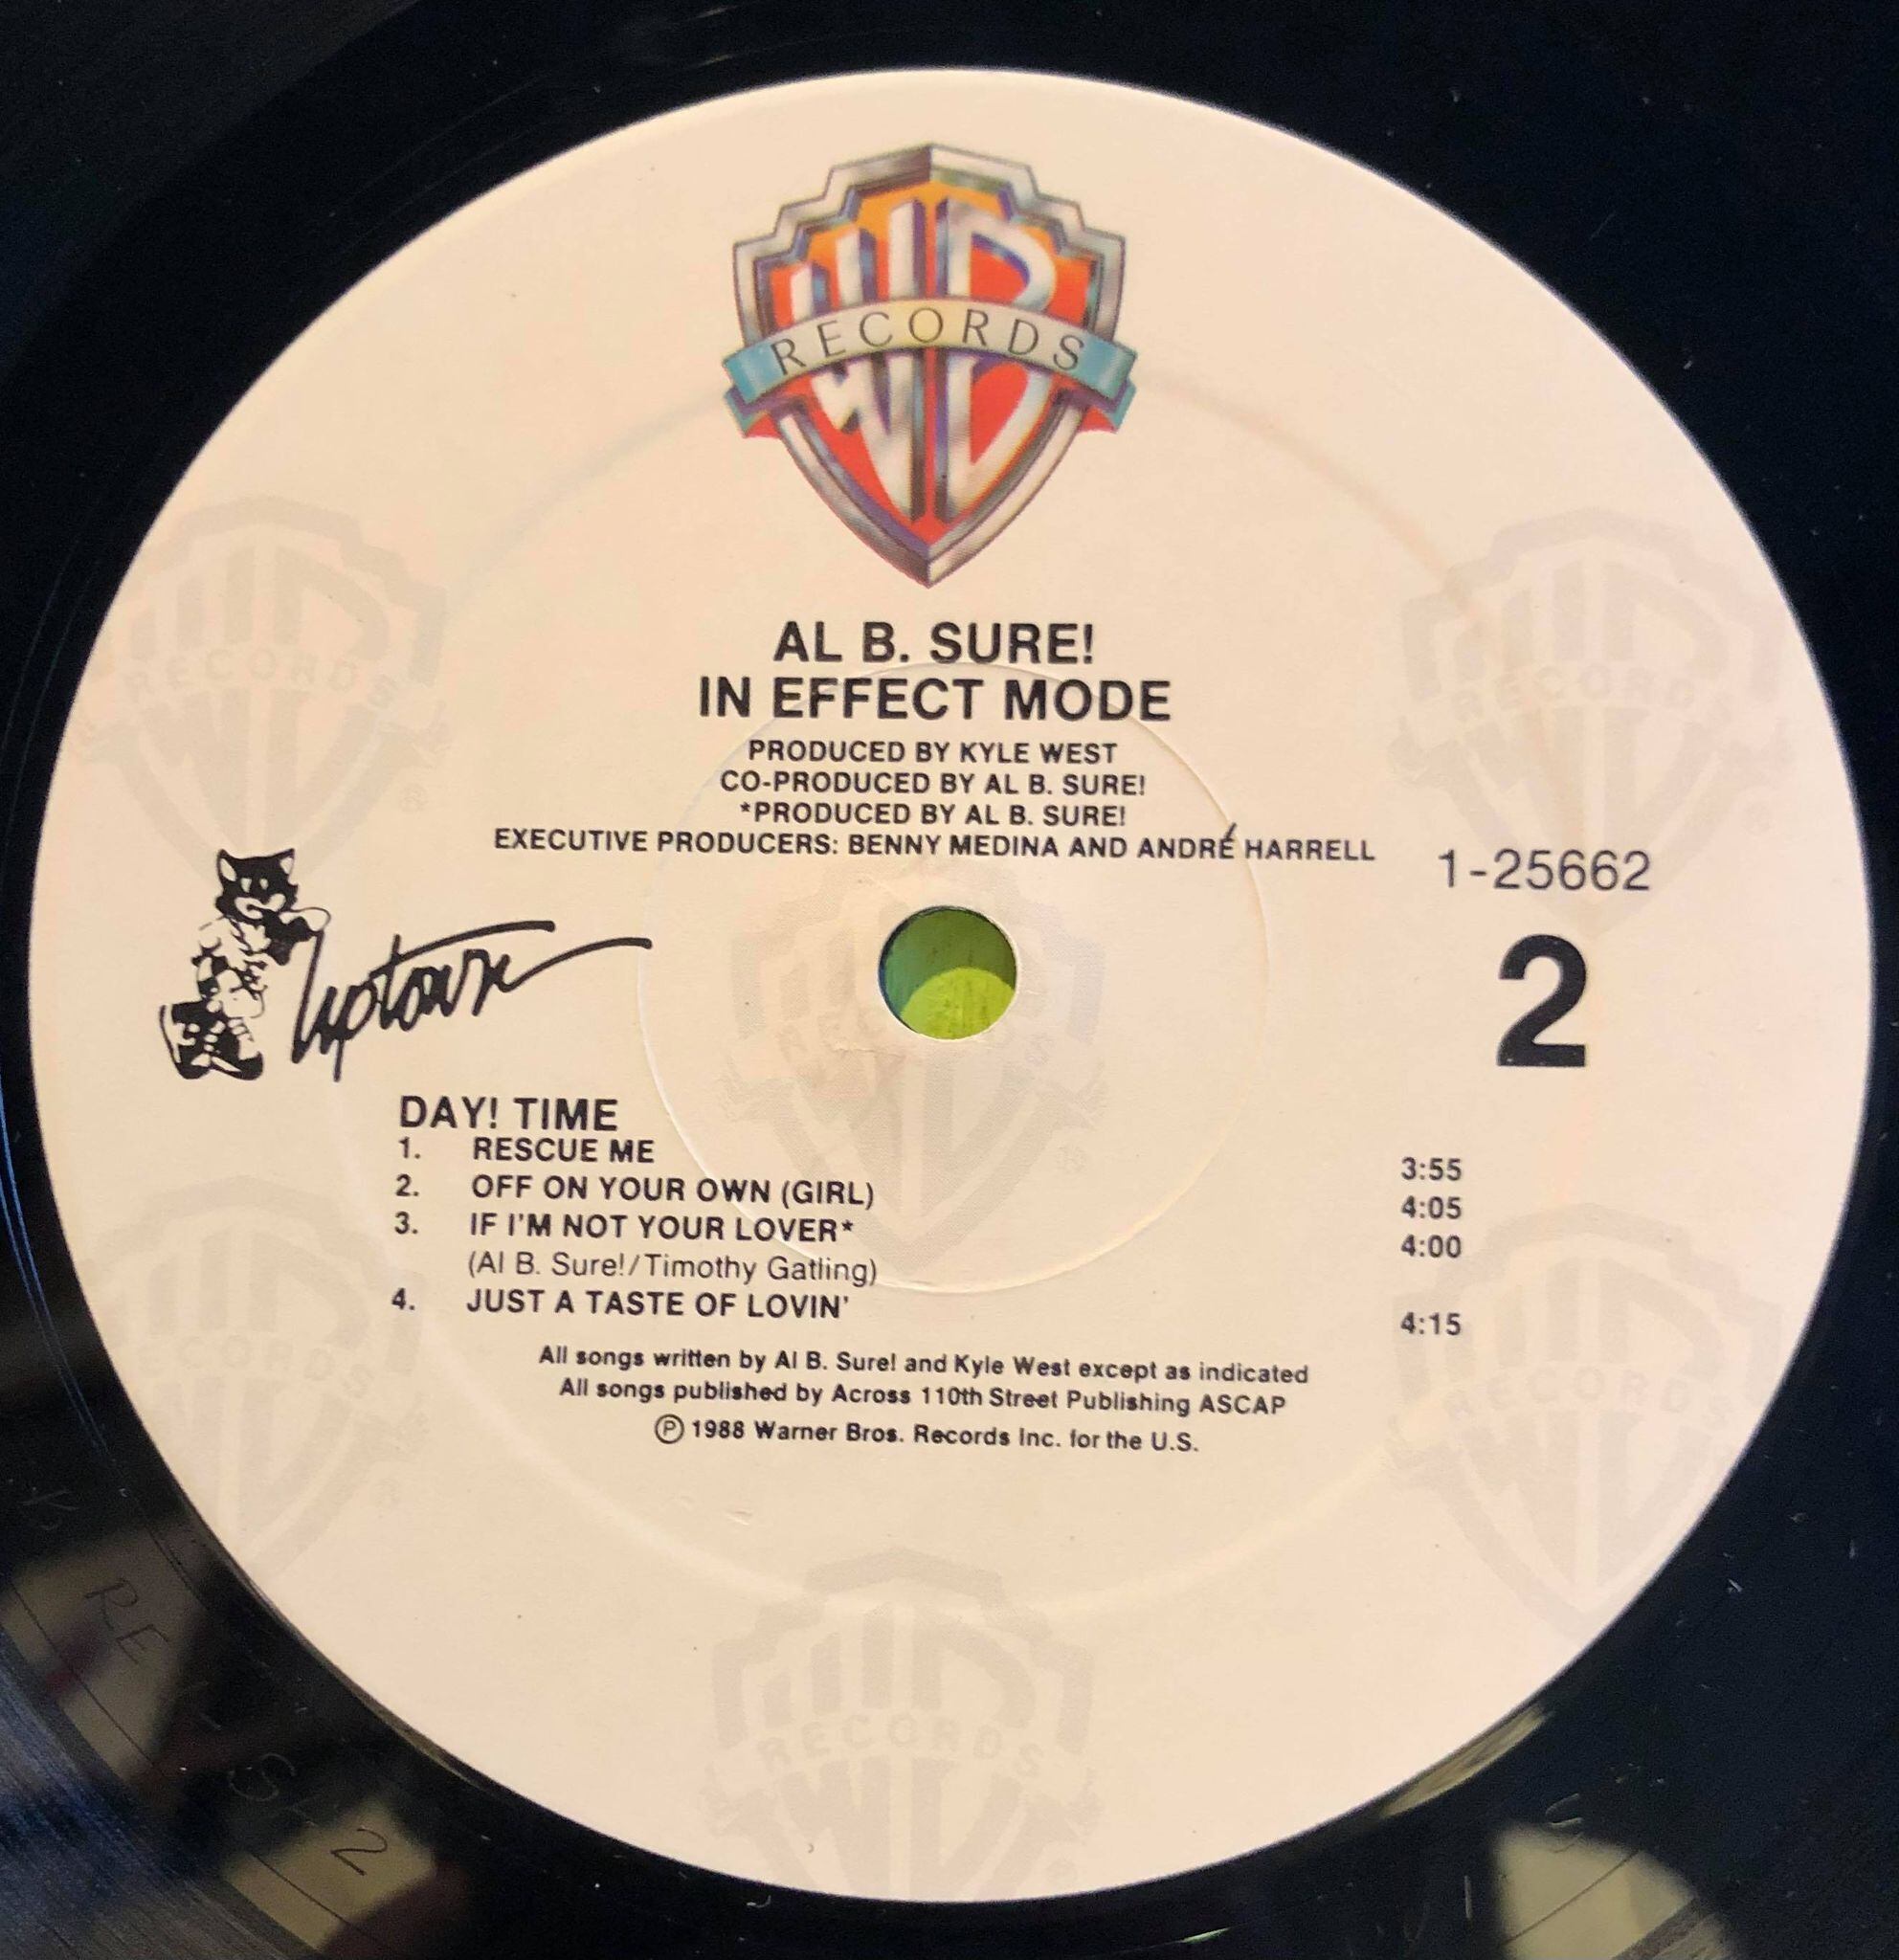 WB
RECORDS
AL B. SURE!
IN EFFECT MODE
PRODUCED BY KYLE WEST
CO-PRODUCED BY AL B. SURE!
*PRODUCED BY AL B. SURE!
EXECUTIVE PRODUCERS: BENNY MEDINA AND ANDRÉ HARRELL
1-25662
2
Uptown
DAY! TIME
1. RESCUE ME 3:55
2. OFF ON YOUR OWN (GIRL) 4:05
3. IF I'M NOT YOUR LOVER* 4:00
(Al B. Sure!/Timothy Gatling)
4. JUST A TASTE OF LOVIN' 4:15
All songs written by Al B. Sure! and Kyle West except as indicated
All songs published by Across 110th Street Publishing ASCAP
Ⓟ 1988 Warner Bros. Records Inc. for the U.S.